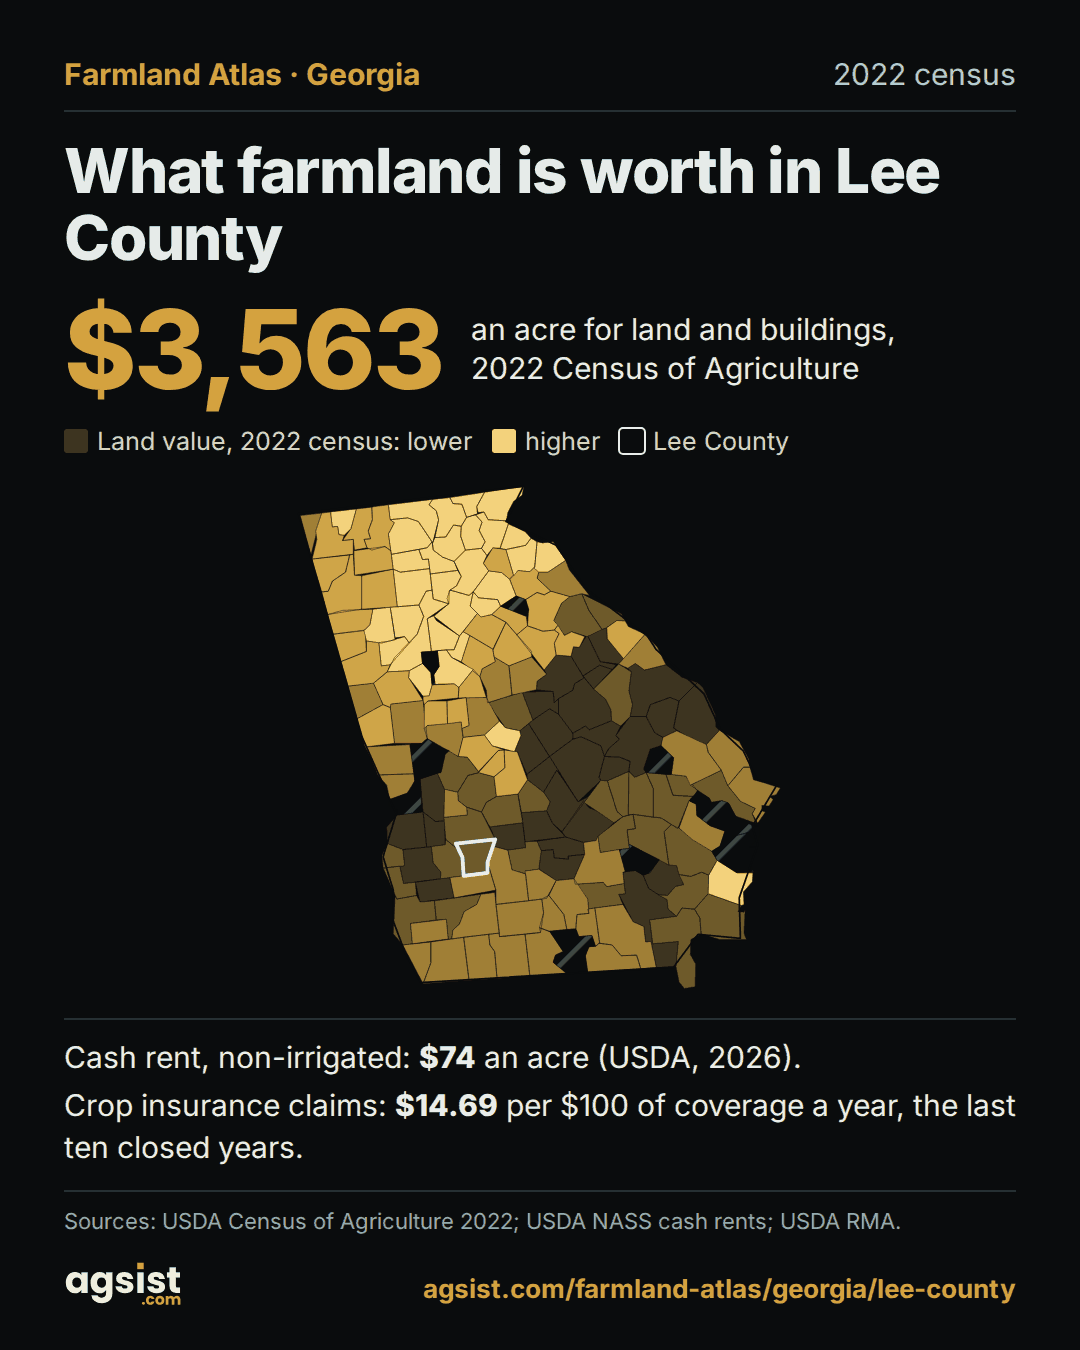 Farmland Atlas · Georgia
2022 census
What farmland is worth in Lee
County
$3,563
an acre for land and buildings,
2022 Census of Agriculture
Land value, 2022 census: lower
higher
Lee County
Cash rent, non-irrigated: $74 an acre (USDA, 2026).
Crop insurance claims: $14.69 per $100 of coverage a year, the last
ten closed years.
Sources: USDA Census of Agriculture 2022; USDA NASS cash rents; USDA RMA.
agsist
.com
agsist.com/farmland-atlas/georgia/lee-county